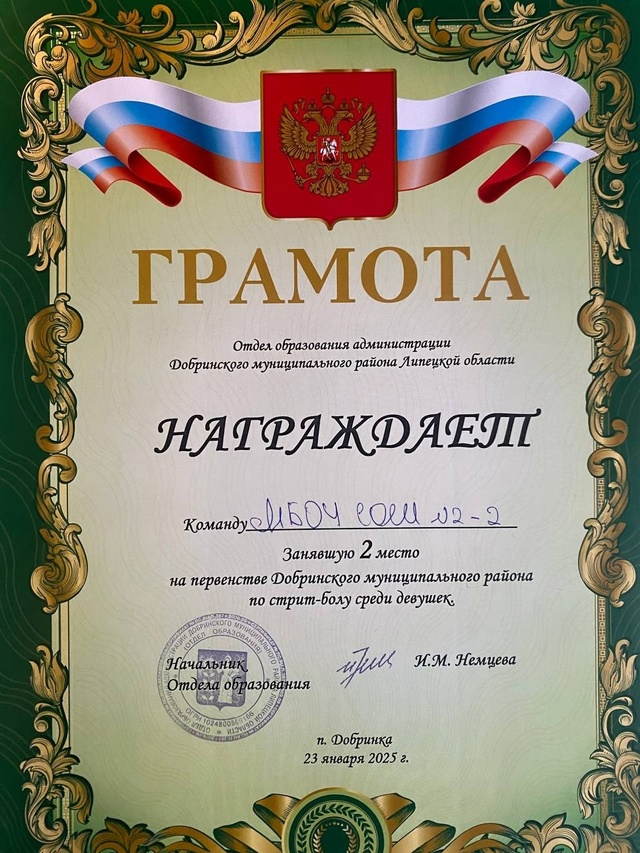 ГРАМОТА
Отдел образования администрации
Добринского муниципального района Липецкой области
НАГРАЖДАЕТ
Команду МБОУ СОШ №2-2
Занявшую 2 место
на первенстве Добринского муниципального района
по стрит-болу среди девушек.
Начальник
Отдела образования
И.М. Немцева
п. Добринка
23 января 2025 г.